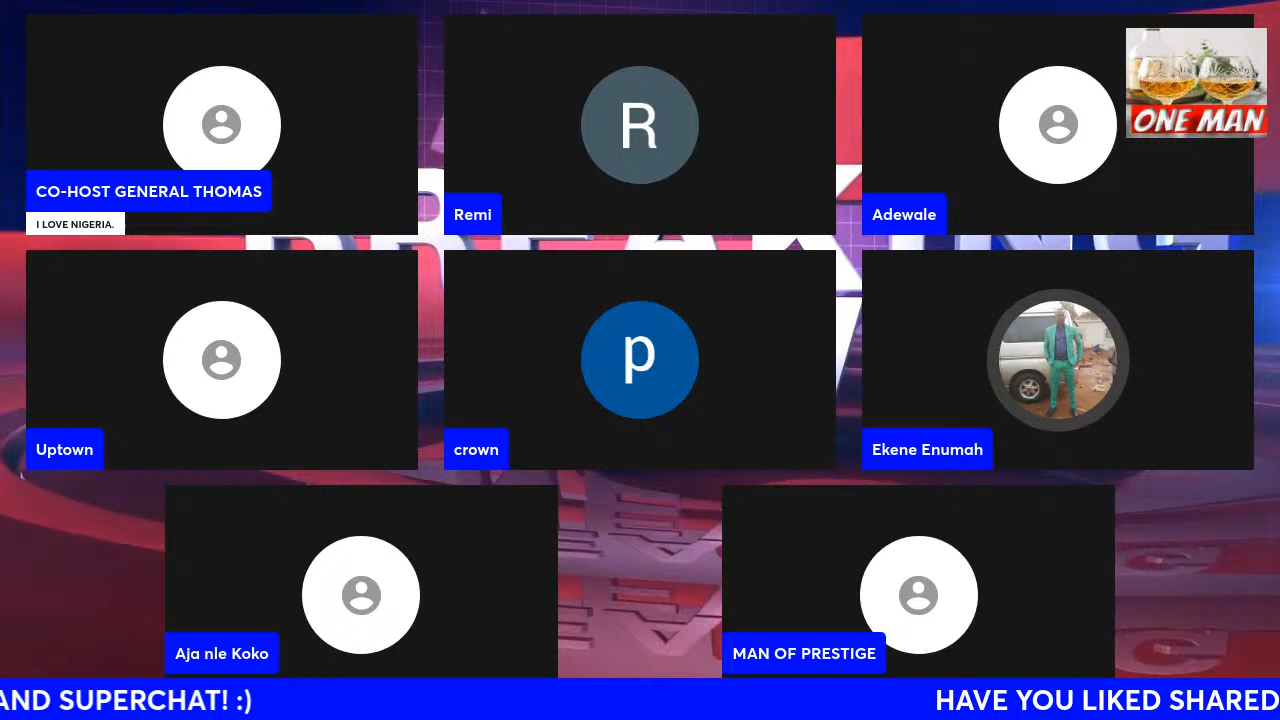 CO-HOST GENERAL THOMAS
I LOVE NIGERIA.
R
Remi
Adewale
ONE MAN
BREAKING
Uptown
p
crown
Ekene Enumah
Aja nle Koko
MAN OF PRESTIGE
AND SUPERCHAT! :)
HAVE YOU LIKED SHARED